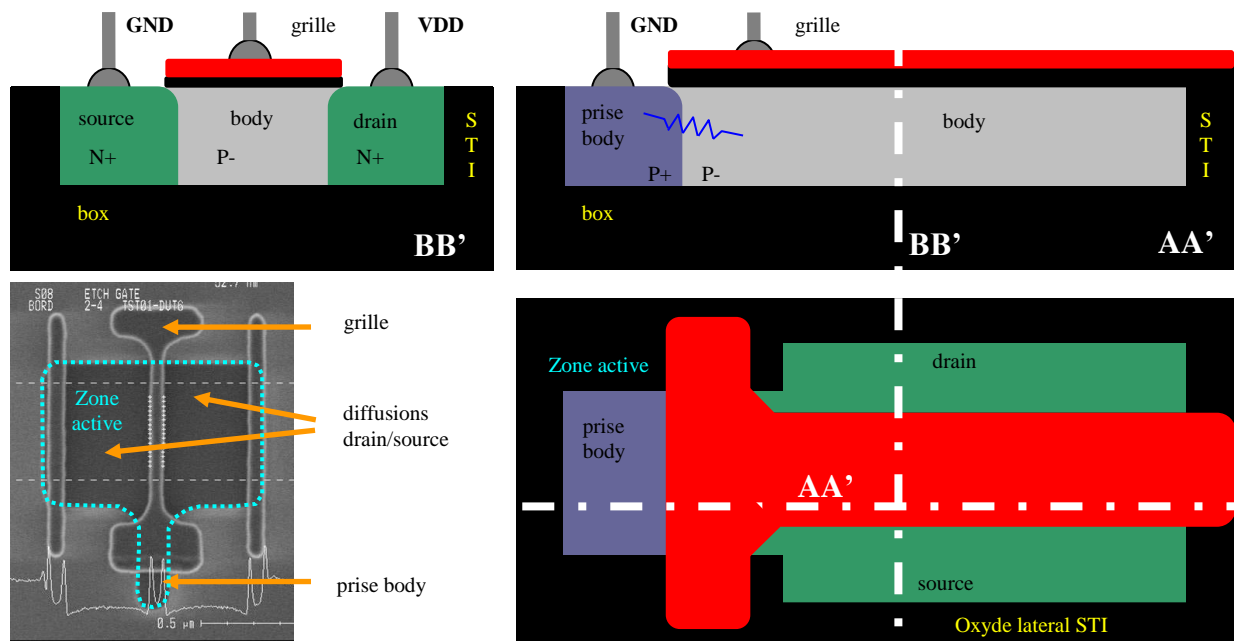 GND
grille
VDD
source
body
drain
N+
P-
N+
S
T
I
box
BB’
GND
grille
prise
body
body
P+
P-
S
T
I
box
BB’
AA’
S08 ETCH GATE
BORD 2-4 TST01-DUT6
Zone
active
0.5 µm
grille
diffusions
drain/source
prise body
Zone active
drain
prise
body
AA’
source
Oxyde lateral STI